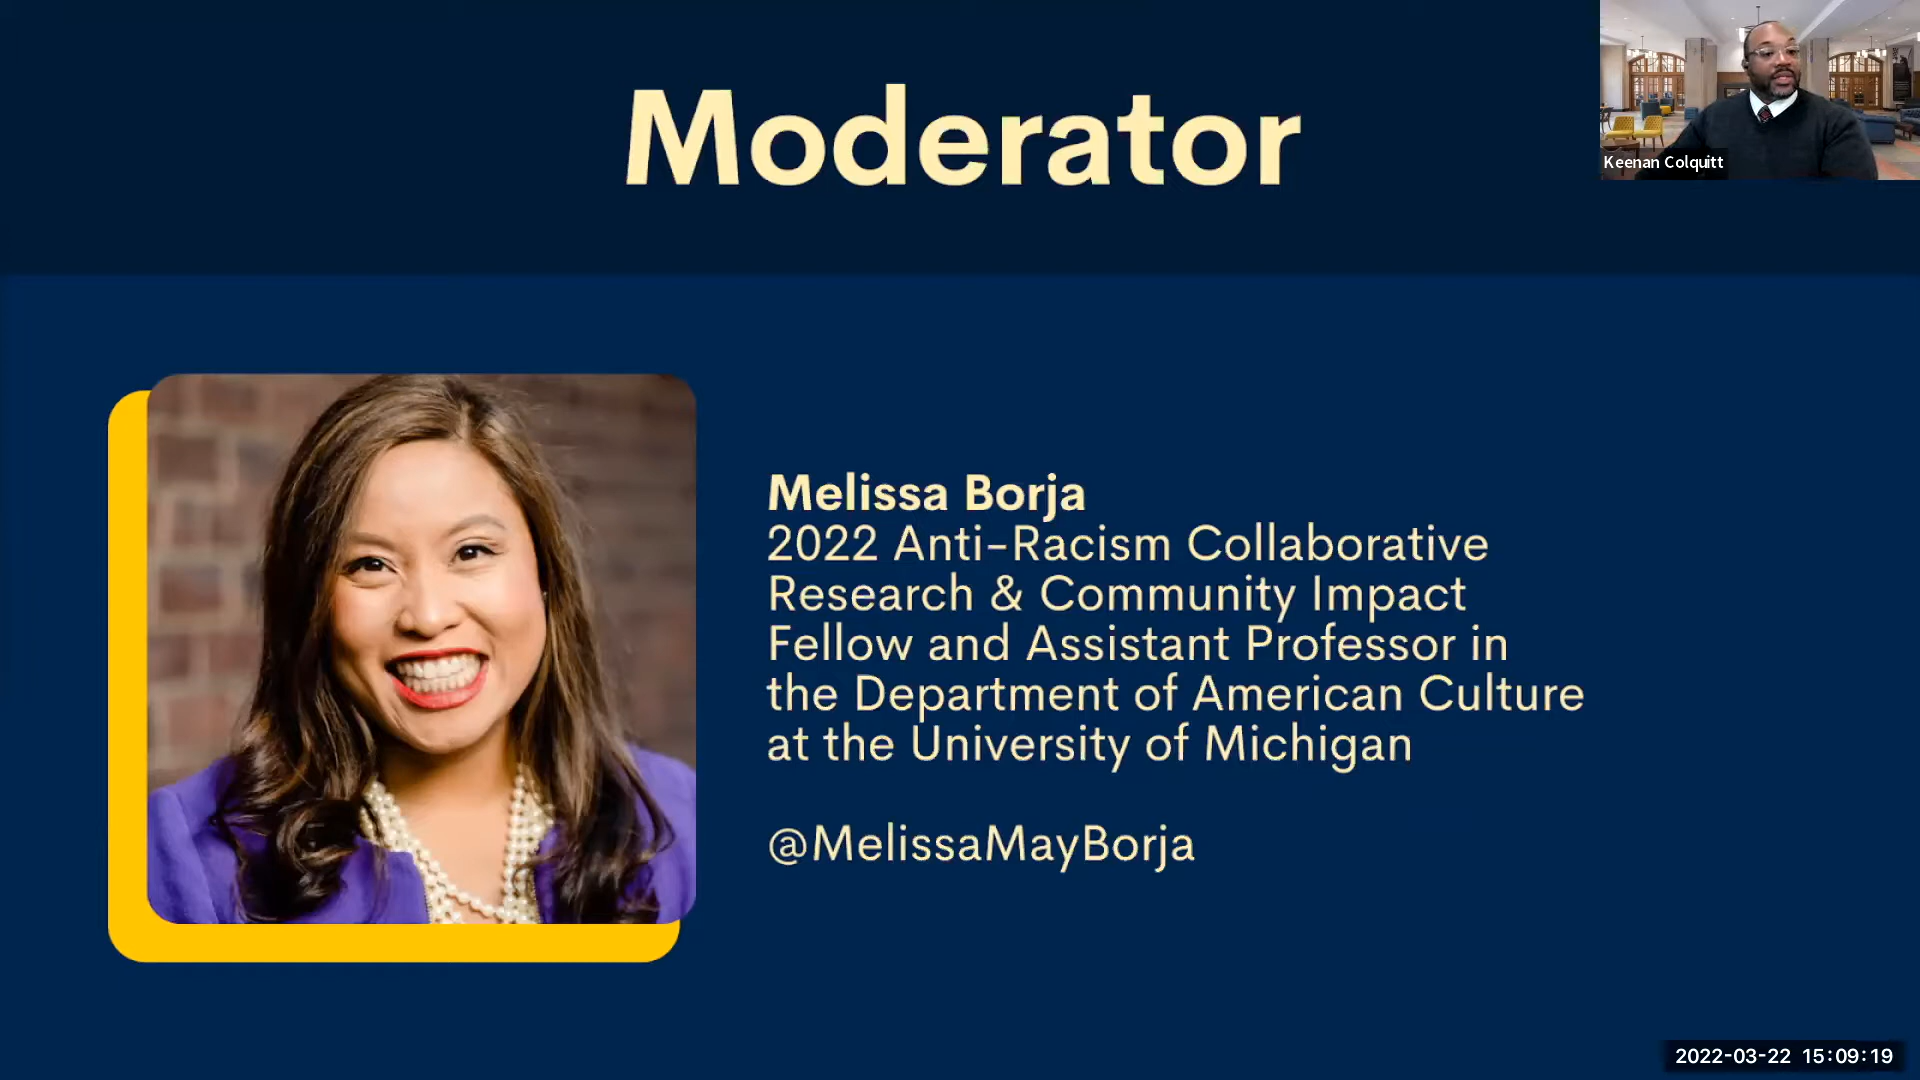 Moderator
Keenan Colquitt
Melissa Borja
2022 Anti-Racism Collaborative
Research & Community Impact
Fellow and Assistant Professor in
the Department of American Culture
at the University of Michigan
@MelissaMayBorja
2022-03-22 15:09:19